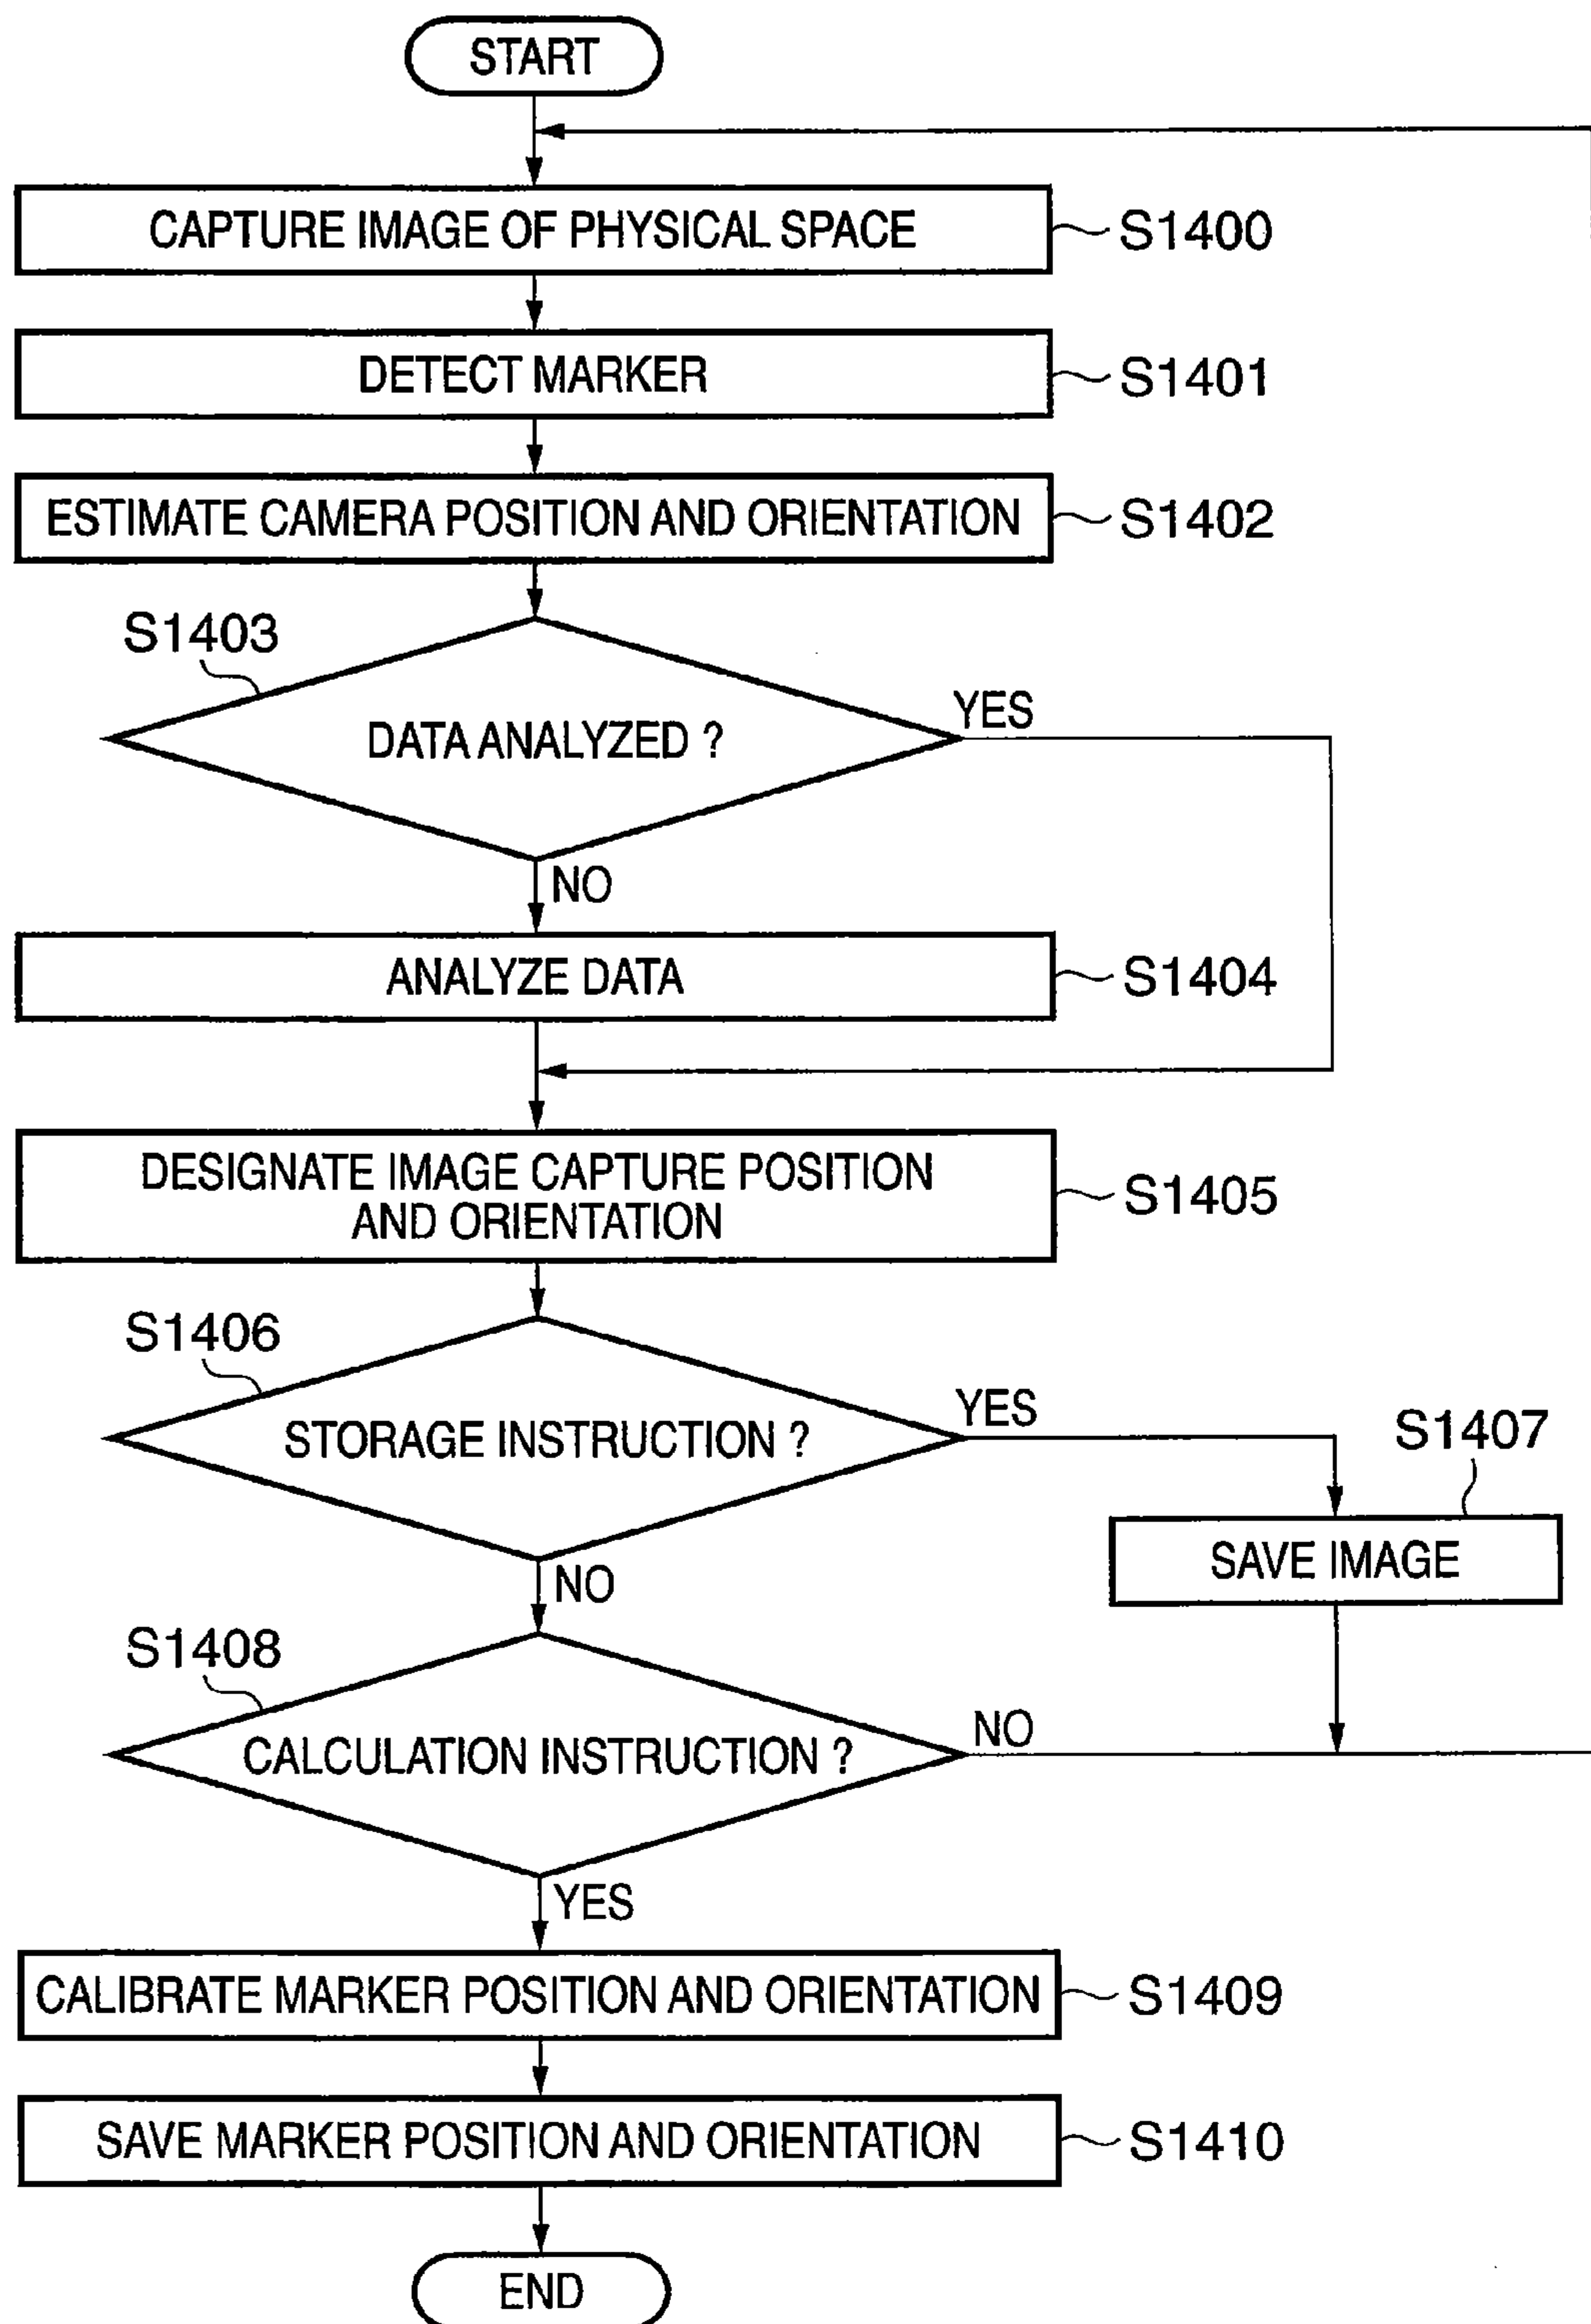 START
CAPTURE IMAGE OF PHYSICAL SPACE
S1400
DETECT MARKER
S1401
ESTIMATE CAMERA POSITION AND ORIENTATION
S1402
S1403
DATA ANALYZED ?
YES
NO
ANALYZE DATA
S1404
DESIGNATE IMAGE CAPTURE POSITION
AND ORIENTATION
S1405
S1406
STORAGE INSTRUCTION ?
YES
S1407
SAVE IMAGE
NO
S1408
CALCULATION INSTRUCTION ?
NO
YES
CALIBRATE MARKER POSITION AND ORIENTATION
S1409
SAVE MARKER POSITION AND ORIENTATION
S1410
END